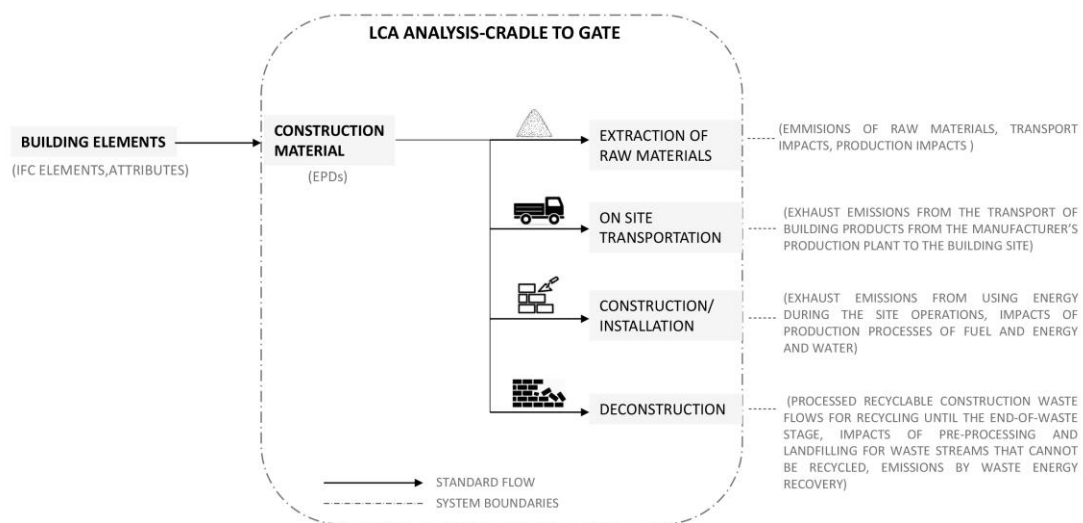 LCA ANALYSIS-CRADLE TO GATE
BUILDING ELEMENTS
(IFC ELEMENTS,ATTRIBUTES)
CONSTRUCTION
MATERIAL
(EPDs)
EXTRACTION OF
RAW MATERIALS
(EMMISIONS OF RAW MATERIALS, TRANSPORT
IMPACTS, PRODUCTION IMPACTS )
ON SITE
TRANSPORTATION
(EXHAUST EMISSIONS FROM THE TRANSPORT OF
BUILDING PRODUCTS FROM THE MANUFACTURER'S
PRODUCTION PLANT TO THE BUILDING SITE)
CONSTRUCTION/
INSTALLATION
(EXHAUST EMISSIONS FROM USING ENERGY
DURING THE SITE OPERATIONS, IMPACTS OF
PRODUCTION PROCESSES OF FUEL AND ENERGY
AND WATER)
DECONSTRUCTION
(PROCESSED RECYCLABLE CONSTRUCTION WASTE
FLOWS FOR RECYCLING UNTIL THE END-OF-WASTE
STAGE, IMPACTS OF PRE-PROCESSING AND
LANDFILLING FOR WASTE STREAMS THAT CANNOT
BE RECYCLED, EMISSIONS BY WASTE ENERGY
RECOVERY)
STANDARD FLOW
SYSTEM BOUNDARIES